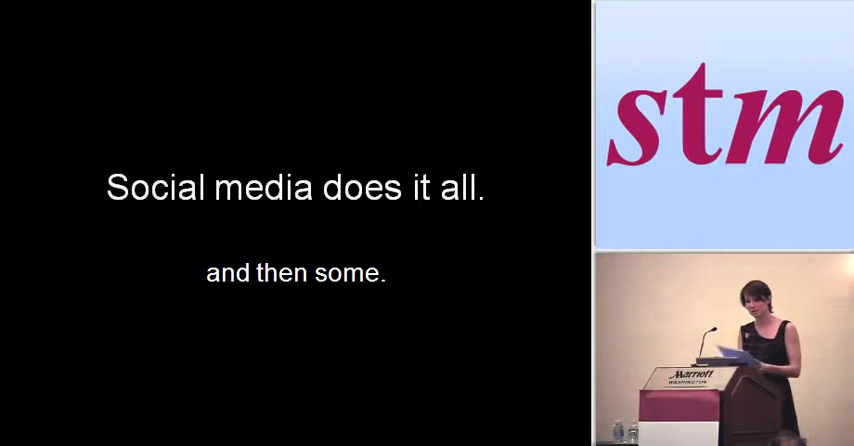 Social media does it all.
and then some.
stm
Marriott
WASHINGTON